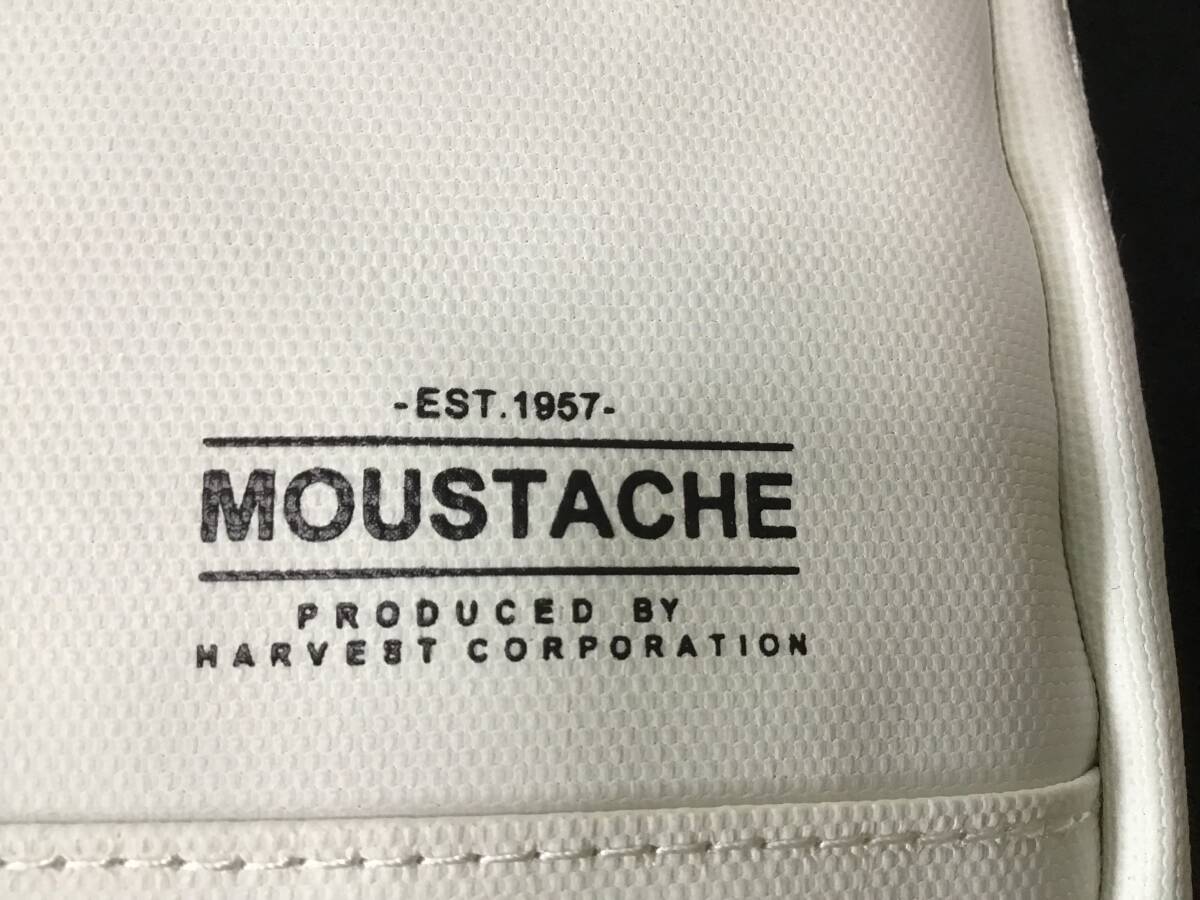 -EST.1957-
MOUSTACHE
PRODUCED BY
HARVEST CORPORATION